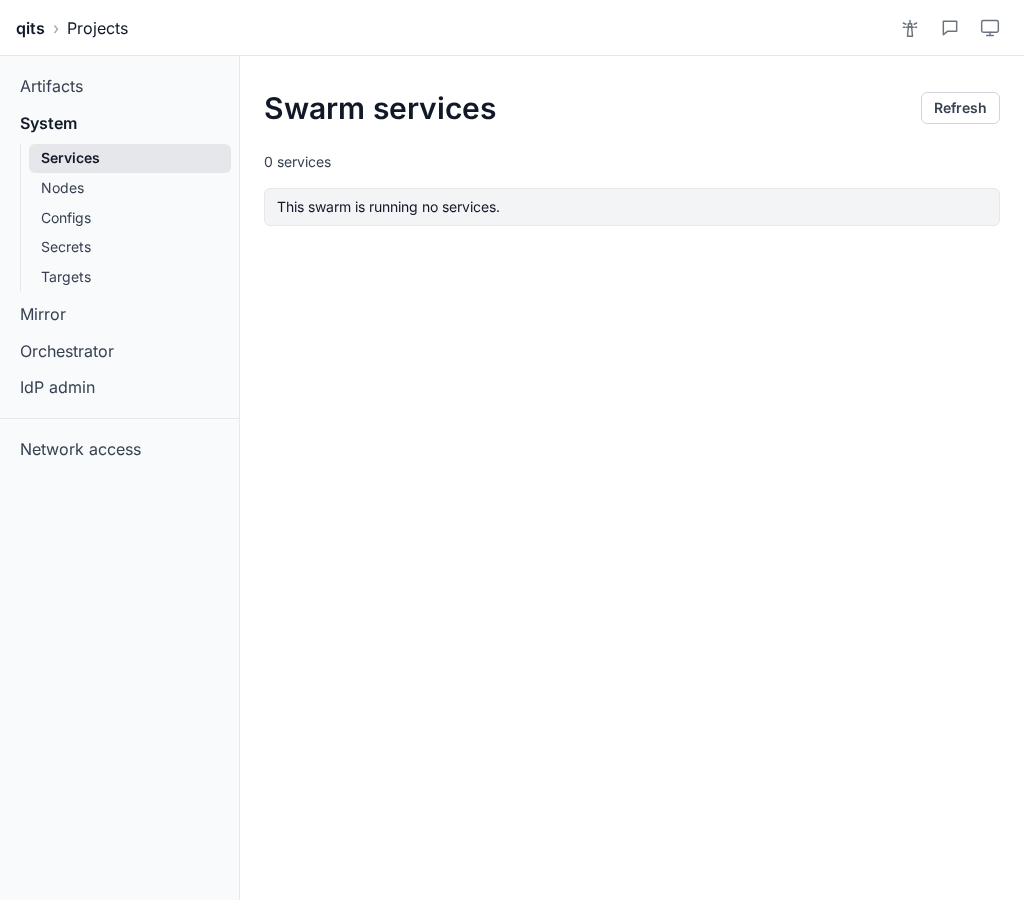 qits › Projects
Artifacts
System
Services
Nodes
Configs
Secrets
Targets
Mirror
Orchestrator
IdP admin
Network access
Swarm services
Refresh
0 services
This swarm is running no services.